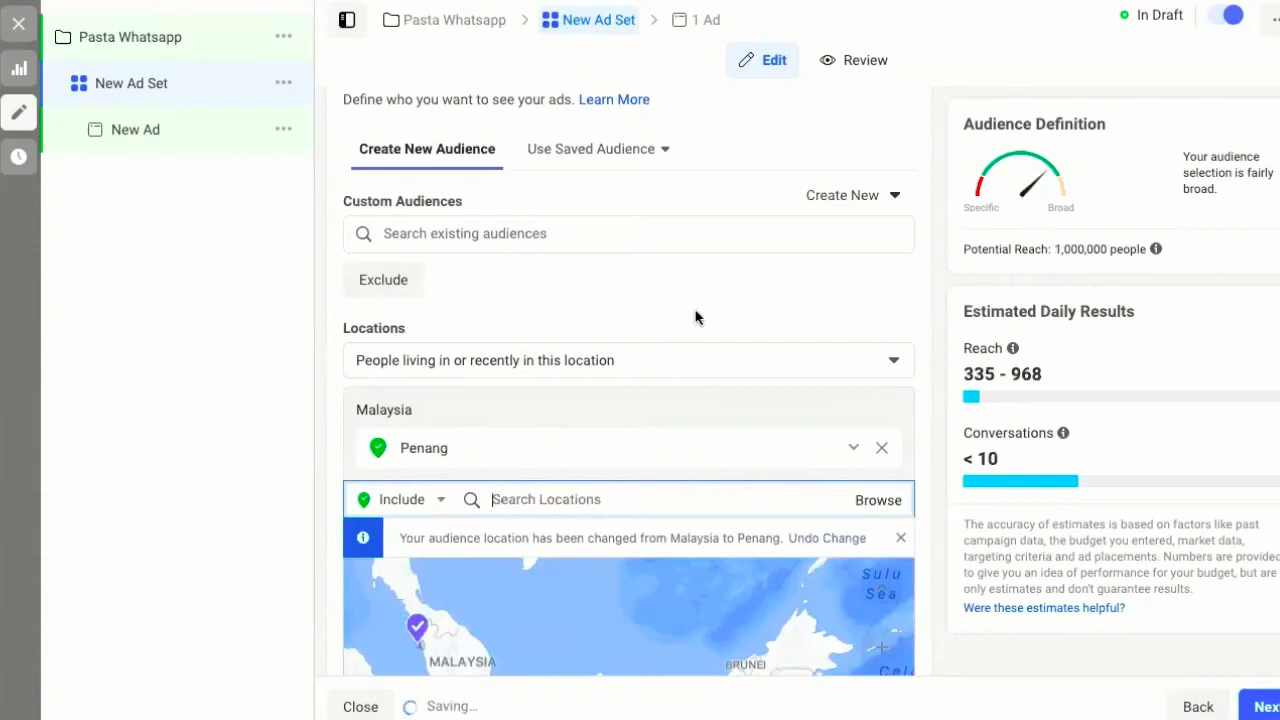 Pasta Whatsapp
New Ad Set
New Ad
Pasta Whatsapp
New Ad Set
1 Ad
In Draft
Edit
Review
Define who you want to see your ads. Learn More
Create New Audience
Use Saved Audience
Custom Audiences
Create New
Search existing audiences
Exclude
Locations
People living in or recently in this location
Malaysia
Penang
Include
Search Locations
Browse
Your audience location has been changed from Malaysia to Penang. Undo Change
Sulu
Sea
MALAYSIA
BRUNEI
Cel
Close
Saving...
Back
Nex
Audience Definition
Specific
Broad
Your audience
selection is fairly
broad.
Potential Reach: 1,000,000 people
Estimated Daily Results
Reach
335 - 968
Conversations
< 10
The accuracy of estimates is based on factors like past
campaign data, the budget you entered, market data,
targeting criteria and ad placements. Numbers are provided
to give you an idea of performance for your budget, but are
only estimates and don't guarantee results.
Were these estimates helpful?